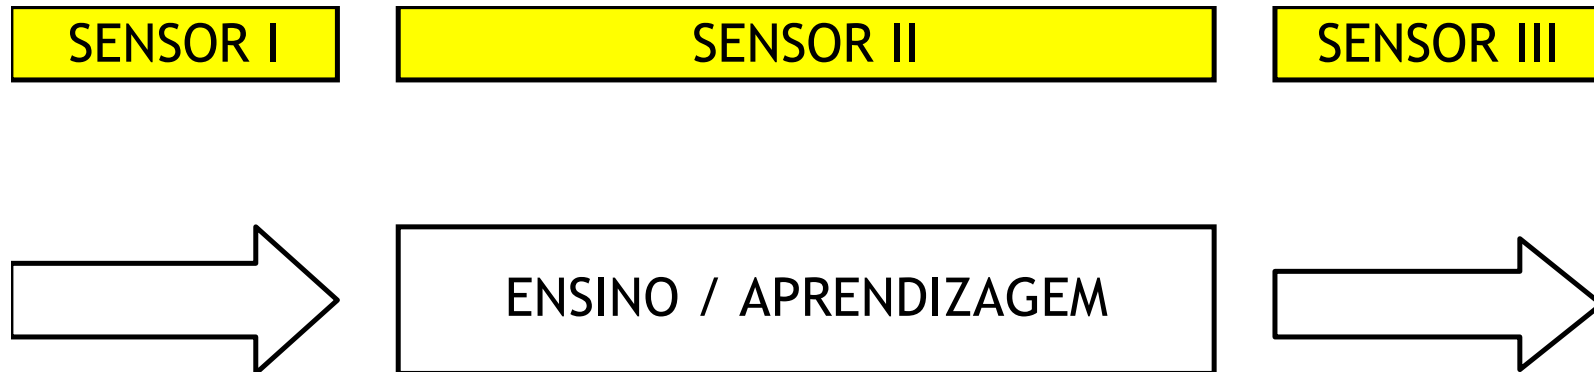 SENSOR I
SENSOR II
SENSOR III
ENSINO / APRENDIZAGEM